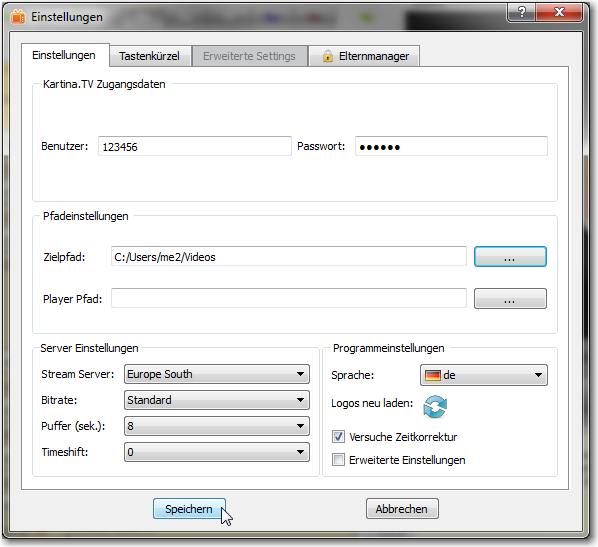 Einstellungen
Einstellungen Tastenkürzel Erweiterte Settings Elternmanager
Kartina.TV Zugangsdaten
Benutzer: 123456 Passwort: ●●●●●●
Pfadeinstellungen
Zielpfad: C:/Users/me2/Videos ...
Player Pfad: ...
Server Einstellungen
Stream Server: Europe South
Bitrate: Standard
Puffer (sek.): 8
Timeshift: 0
Programmeinstellungen
Sprache: de
Logos neu laden:
Versuche Zeitkorrektur
Erweiterte Einstellungen
Speichern Abbrechen